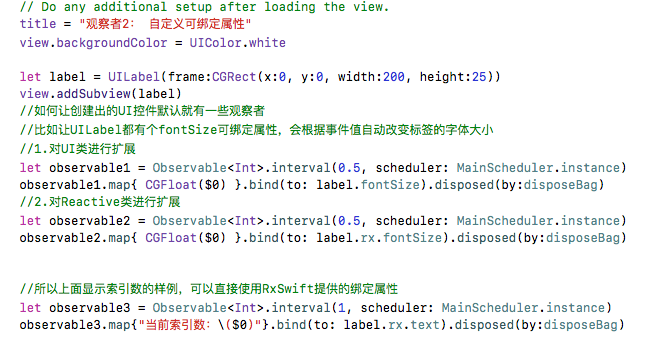 // Do any additional setup after loading the view.
title = "观察者2： 自定义可绑定属性"
view.backgroundColor = UIColor.white
let label = UILabel(frame:CGRect(x:0, y:0, width:200, height:25))
view.addSubview(label)
//如何让创建出的UI控件默认就有一些观察者
//比如让UILabel都有个fontSize可绑定属性，会根据事件值自动改变标签的字体大小
//1.对UI类进行扩展
let observable1 = Observable<Int>.interval(0.5, scheduler: MainScheduler.instance)
observable1.map{ CGFloat($0) }.bind(to: label.fontSize).disposed(by:disposeBag)
//2.对Reactive类进行扩展
let observable2 = Observable<Int>.interval(0.5, scheduler: MainScheduler.instance)
observable2.map{ CGFloat($0) }.bind(to: label.rx.fontSize).disposed(by:disposeBag)
//所以上面显示索引数的样例，可以直接使用RxSwift提供的绑定属性
let observable3 = Observable<Int>.interval(1, scheduler: MainScheduler.instance)
observable3.map{"当前索引数：\($0)"}.bind(to: label.rx.text).disposed(by:disposeBag)